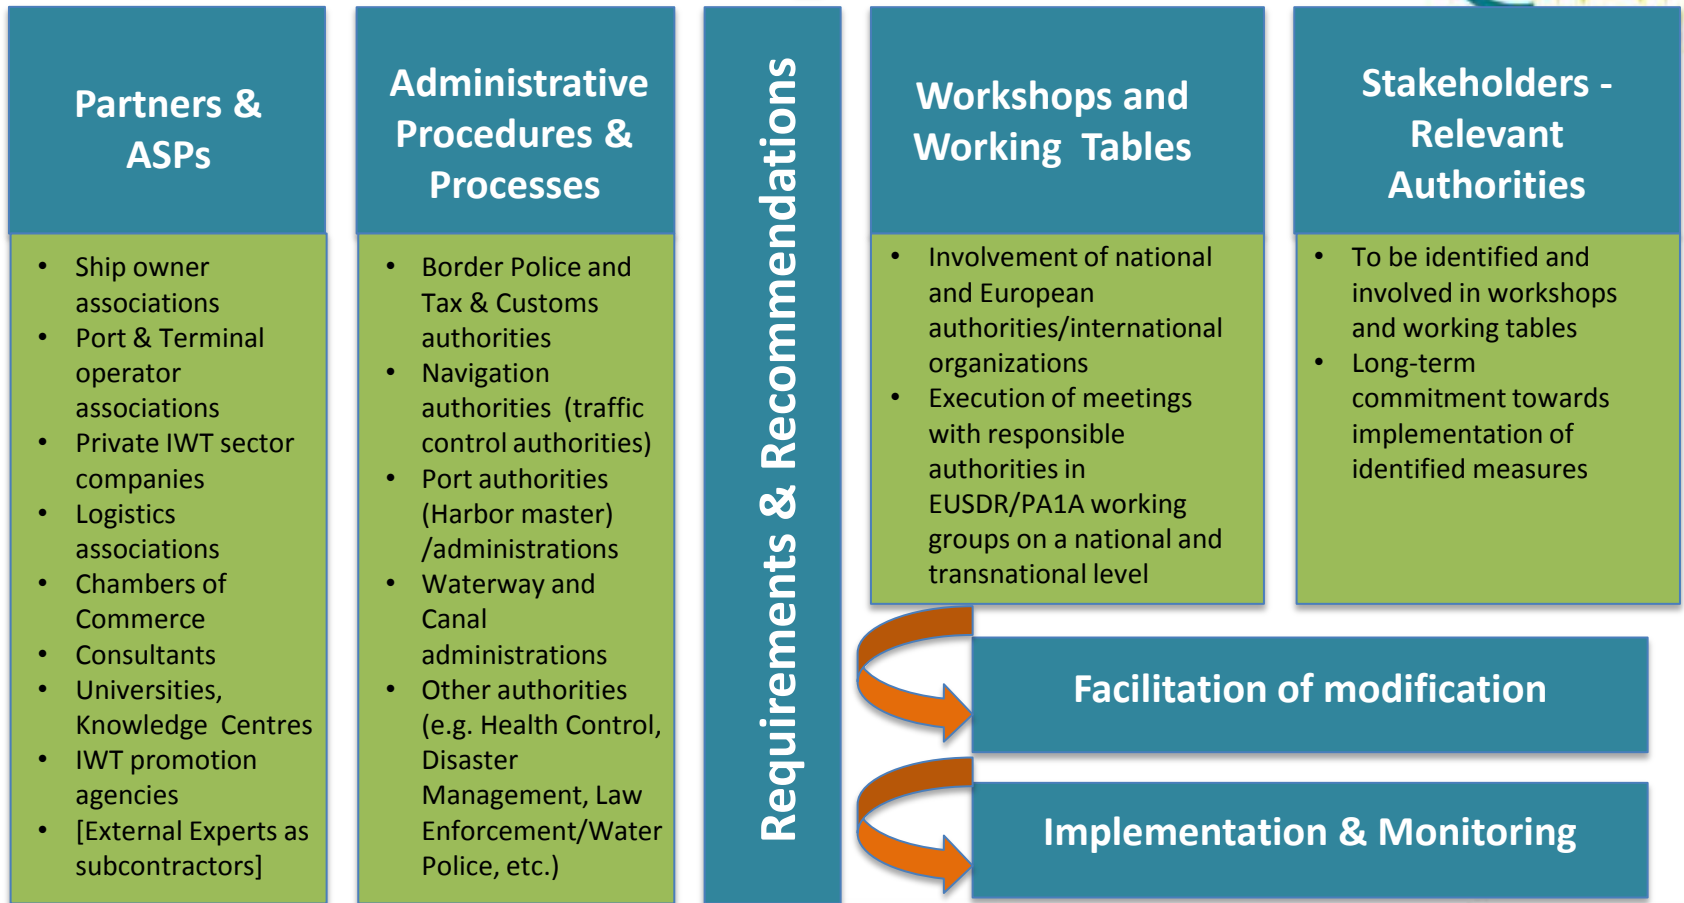 Partners &
ASPs
• Ship owner
associations
• Port & Terminal
operator
associations
• Private IWT sector
companies
• Logistics
associations
• Chambers of
Commerce
• Consultants
• Universities,
Knowledge Centres
• IWT promotion
agencies
• [External Experts as
subcontractors]
Administrative
Procedures &
Processes
• Border Police and
Tax & Customs
authorities
• Navigation
authorities (traffic
control authorities)
• Port authorities
(Harbor master)
/administrations
• Waterway and
Canal
administrations
• Other authorities
(e.g. Health Control,
Disaster
Management, Law
Enforcement/Water
Police, etc.)
Requirements & Recommendations
Workshops and
Working Tables
• Involvement of national
and European
authorities/international
organizations
• Execution of meetings
with responsible
authorities in
EUSDR/PA1A working
groups on a national and
transnational level
Stakeholders -
Relevant
Authorities
• To be identified and
involved in workshops
and working tables
• Long-term
commitment towards
implementation of
identified measures
Facilitation of modification
Implementation & Monitoring